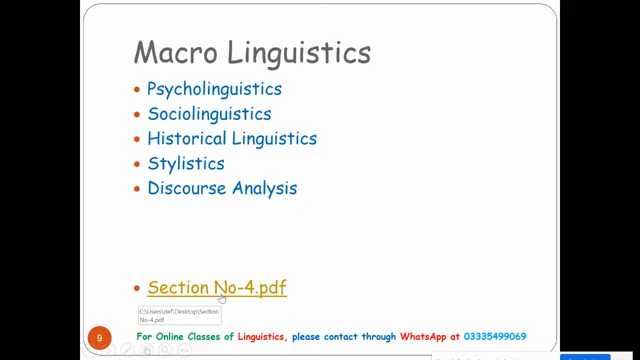 Macro Linguistics
Psycholinguistics
Sociolinguistics
Historical Linguistics
Stylistics
Discourse Analysis
Section No-4.pdf
C:\Users\def\Desktop\Section
No-4.pdf
9
For Online Classes of Linguistics, please contact through WhatsApp at 03335499069